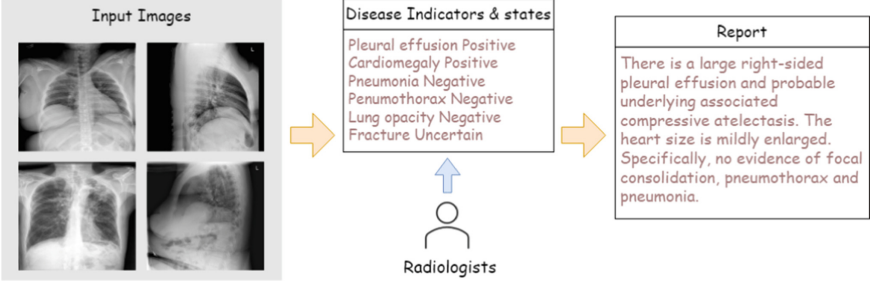 Input Images
L
L
L
Disease Indicators & states
Pleural effusion Positive
Cardiomegaly Positive
Pneumonia Negative
Penumothorax Negative
Lung opacity Negative
Fracture Uncertain
Radiologists
Report
There is a large right-sided
pleural effusion and probable
underlying associated
compressive atelectasis. The
heart size is mildly enlarged.
Specifically, no evidence of focal
consolidation, pneumothorax and
pneumonia.